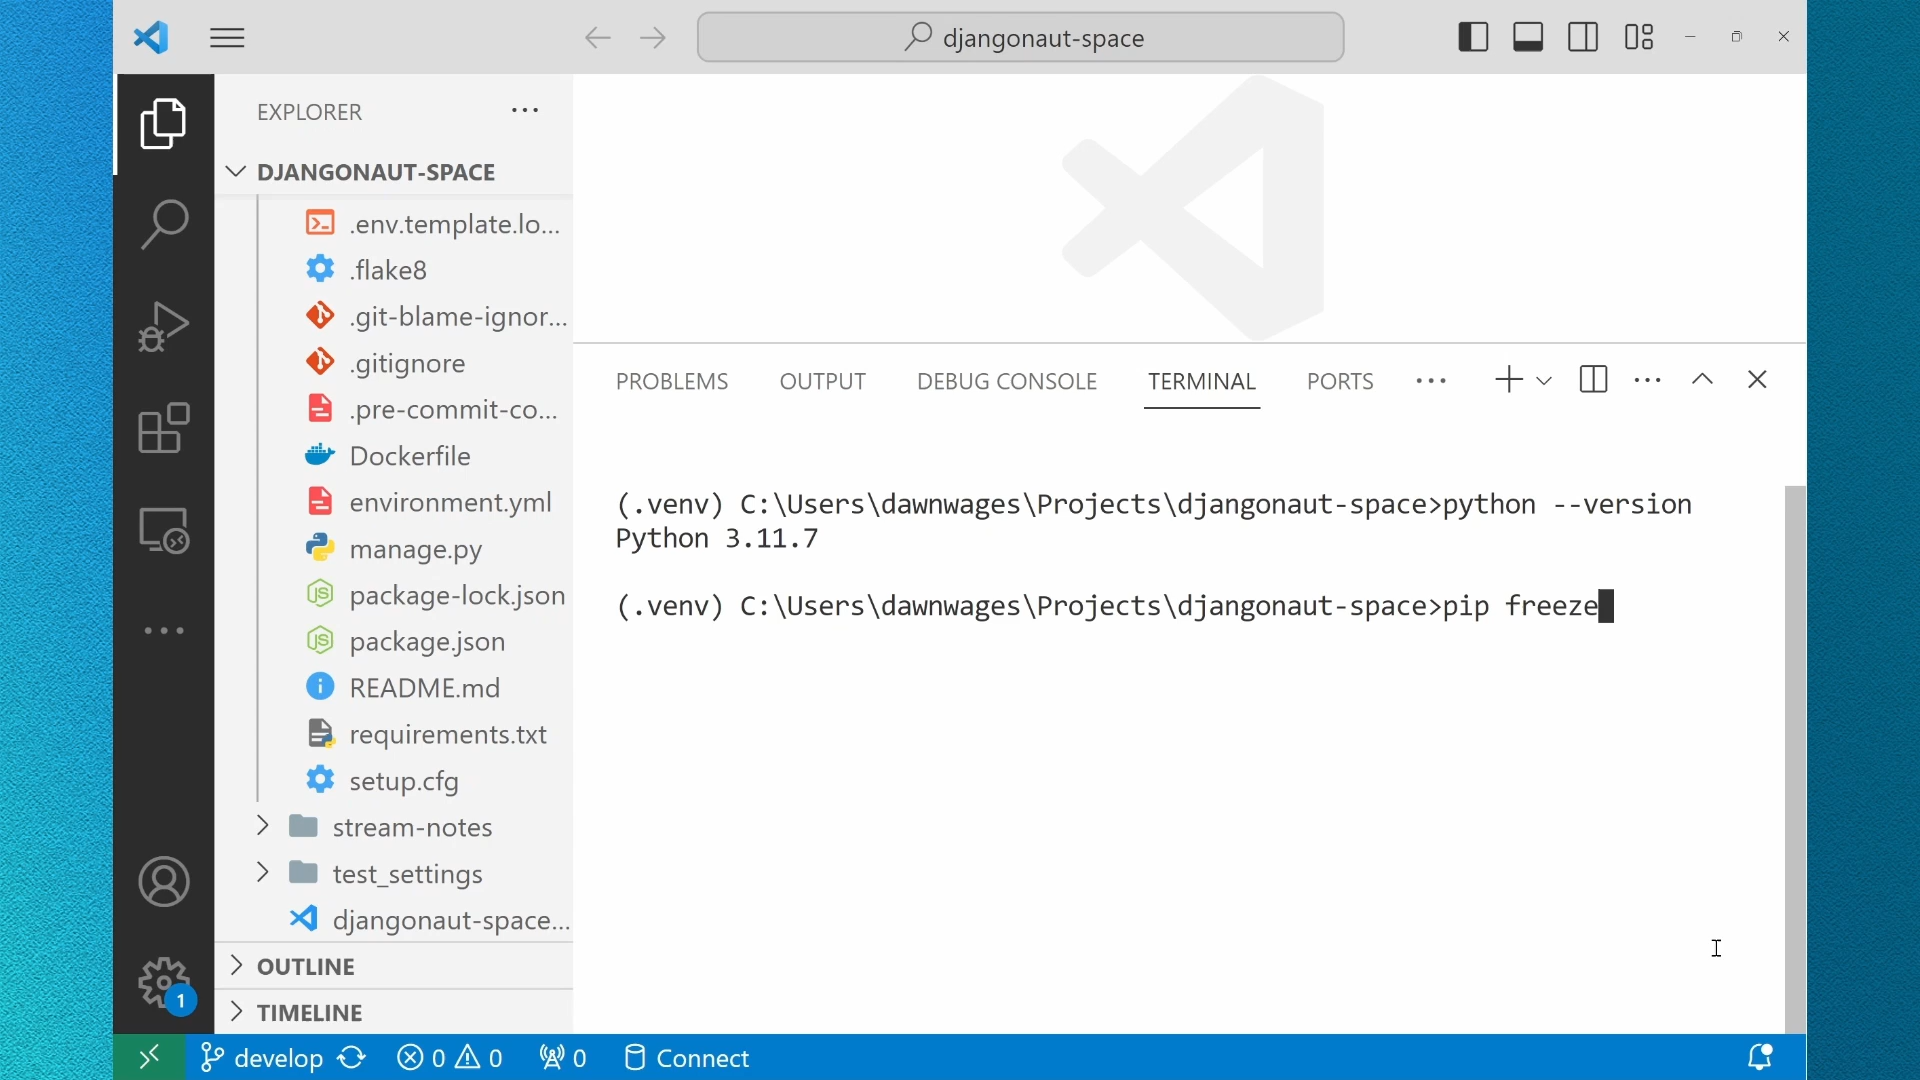 djangonaut-space
EXPLORER
DJANGONAUT-SPACE
.env.template.lo...
.flake8
.git-blame-ignor...
.gitignore
.pre-commit-co...
Dockerfile
environment.yml
manage.py
package-lock.json
package.json
README.md
requirements.txt
setup.cfg
stream-notes
test_settings
djangonaut-space...
OUTLINE
TIMELINE
PROBLEMS OUTPUT DEBUG CONSOLE TERMINAL PORTS
(.venv) C:\Users\dawnwages\Projects\djangonaut-space>python --version
Python 3.11.7
(.venv) C:\Users\dawnwages\Projects\djangonaut-space>pip freeze
1
develop 0 0 0 Connect